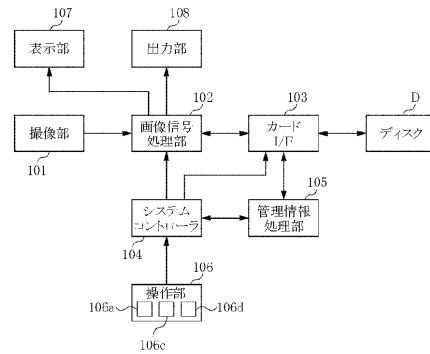 107
表示部
108
出力部
102
画像信号
処理部
103
カード
I/F
D
ディスク
撮像部
101
システム
コントローラ
104
105
管理情報
処理部
106
操作部
106a
106c
106d